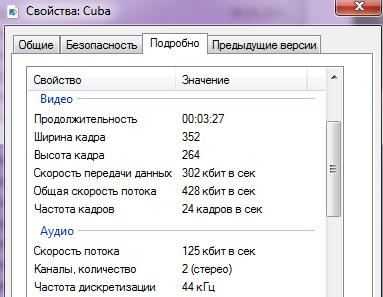 Свойства: Cuba
Общие Безопасность Подробно Предыдущие версии
Свойство Значение
Видео
Продолжительность 00:03:27
Ширина кадра 352
Высота кадра 264
Скорость передачи данных 302 кбит в сек
Общая скорость потока 428 кбит в сек
Частота кадров 24 кадров в сек
Аудио
Скорость потока 125 кбит в сек
Каналы, количество 2 (стерео)
Частота дискретизации 44 кГц